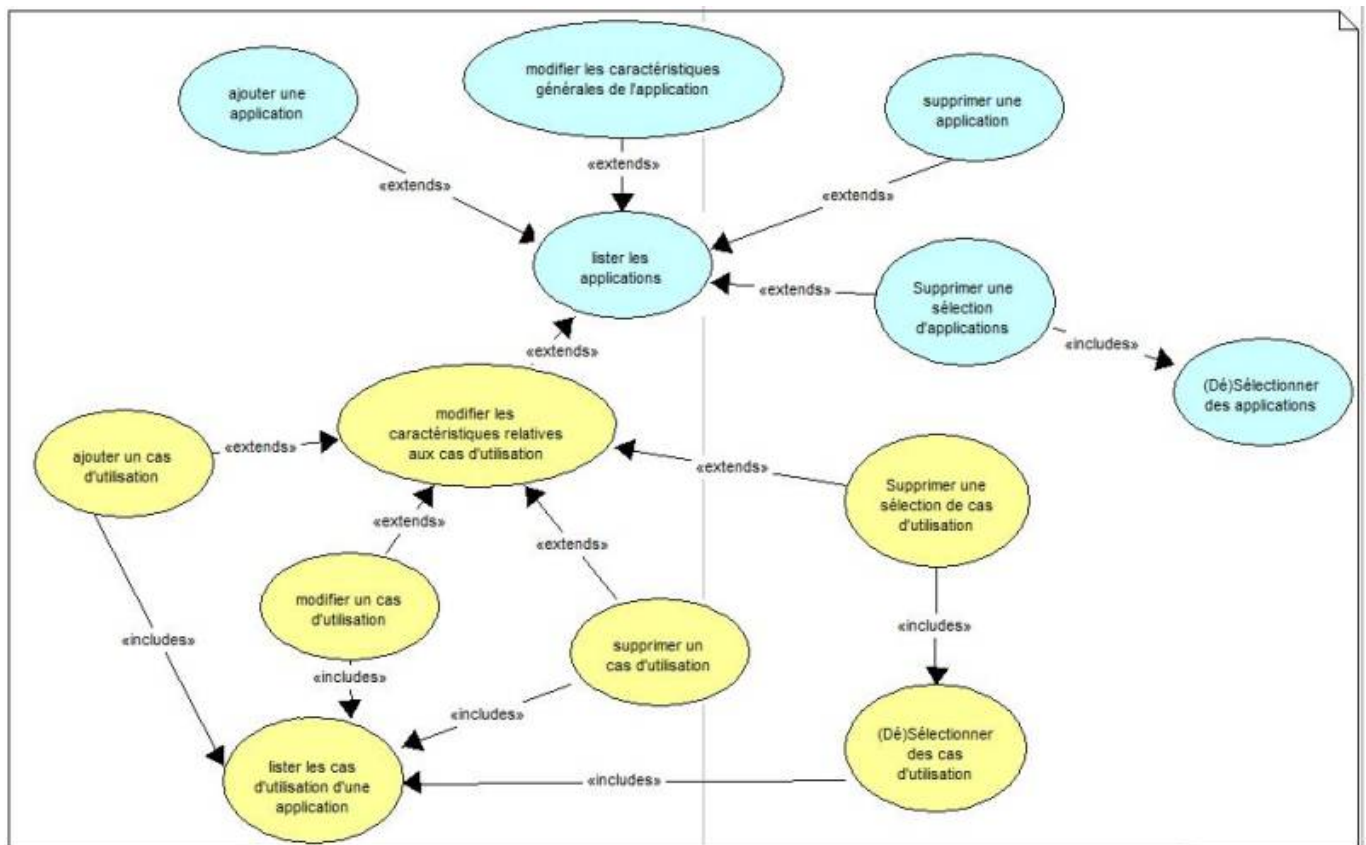 ajouter une
application
modifier les caractéristiques
générales de l'application
supprimer une
application
«extends»
«extends»
«extends»
lister les
applications
«extends»
Supprimer une
sélection
d'applications
«includes»
(Dé)Sélectionner
des applications
«extends»
modifier les
caractéristiques relatives
aux cas d'utilisation
ajouter un cas
d'utilisation
«extends»
«extends»
Supprimer une
sélection de cas
d'utilisation
«extends»
«extends»
modifier un cas
d'utilisation
supprimer un
cas d'utilisation
«includes»
«includes»
«includes»
«includes»
(Dé)Sélectionner
des cas
d'utilisation
lister les cas
d'utilisation d'une
application
«includes»